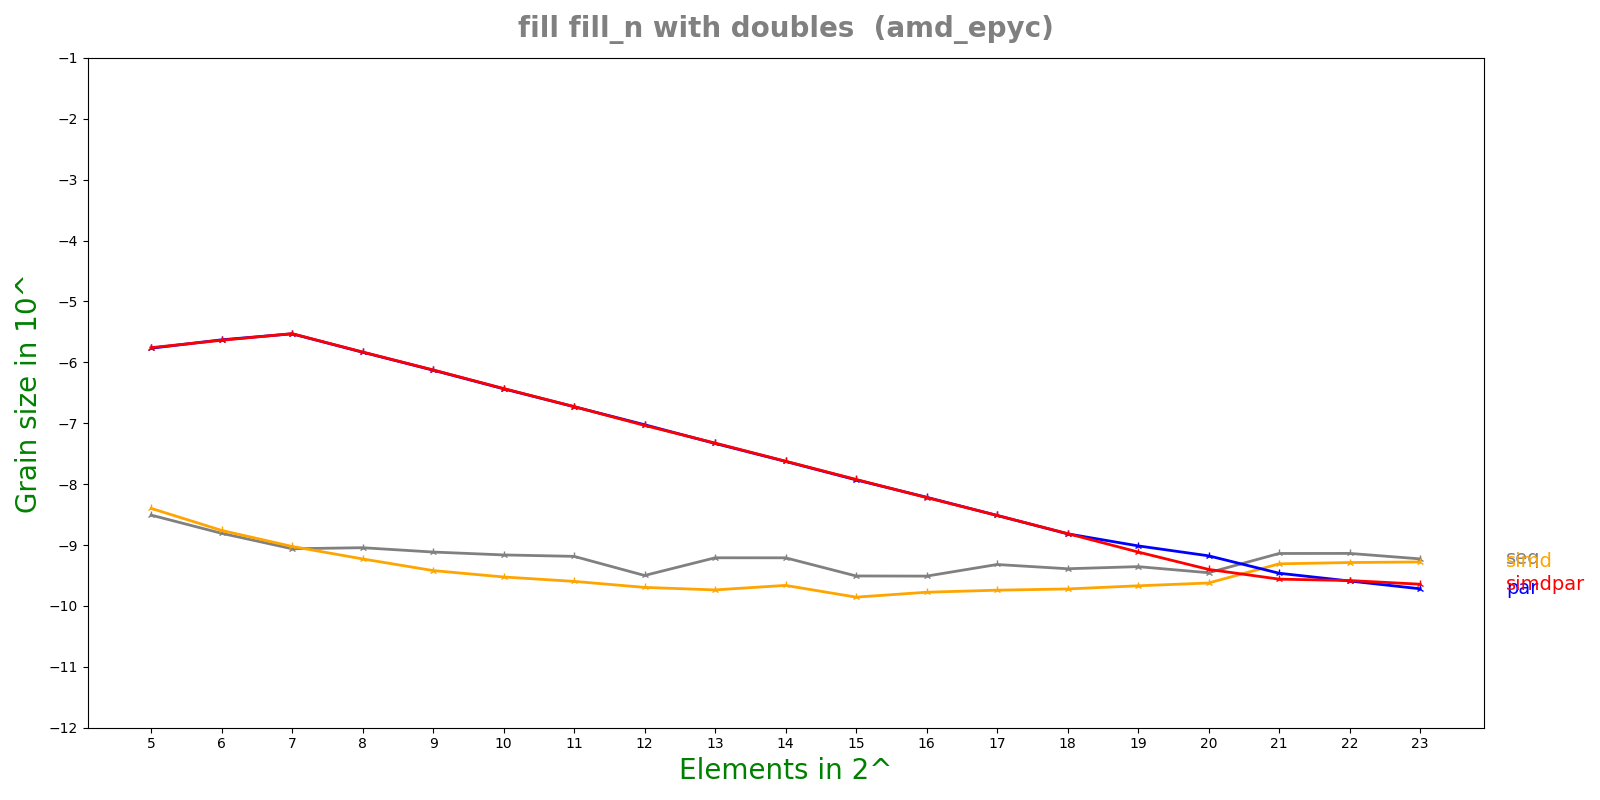 fill fill_n with doubles (amd_epyc)
Grain size in 10^
−1
−2
−3
−4
−5
−6
−7
−8
−9
−10
−11
−12
5 6 7 8 9 10 11 12 13 14 15 16 17 18 19 20 21 22 23
Elements in 2^
seq
simd
simdpar
par